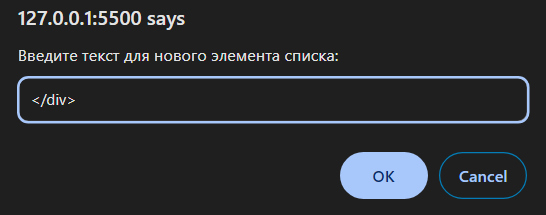 127.0.0.1:5500 says
Введите текст для нового элемента списка:
</div>
OK
Cancel